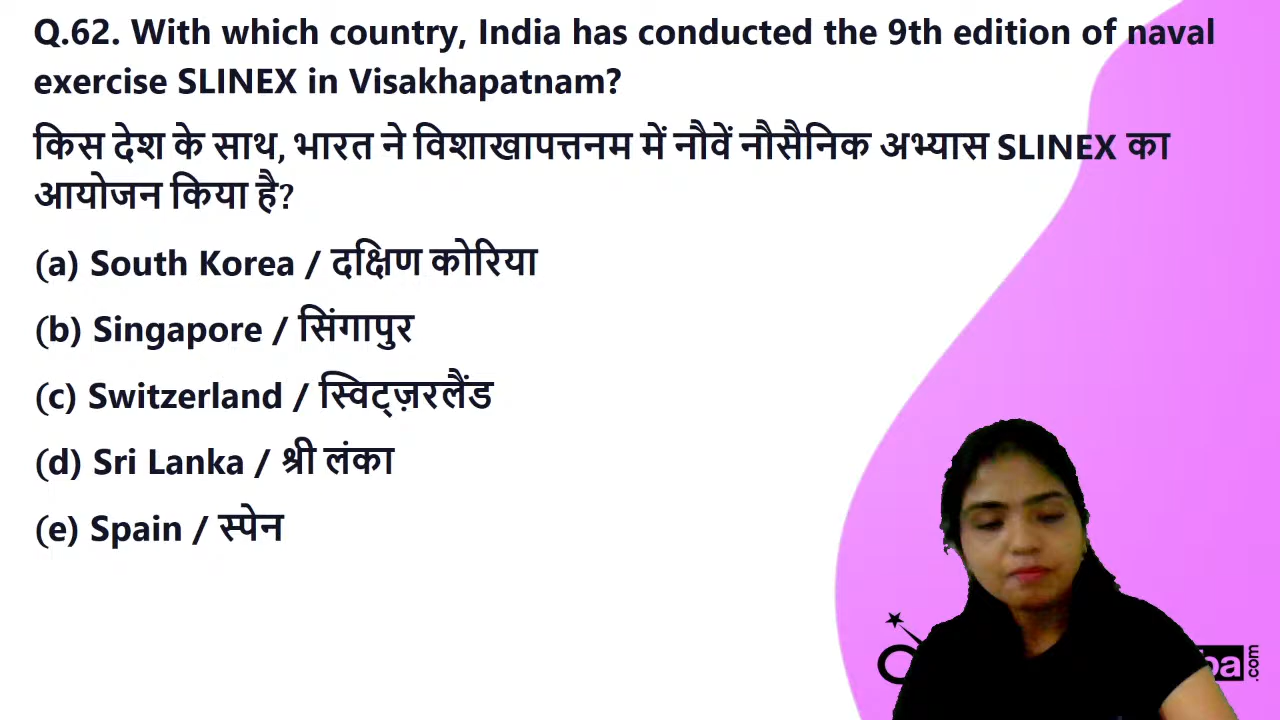 Q.62. With which country, India has conducted the 9th edition of naval
exercise SLINEX in Visakhapatnam?
किस देश के साथ, भारत ने विशाखापत्तनम में नौवें नौसैनिक अभ्यास SLINEX का
आयोजन किया है?
(a) South Korea / दक्षिण कोरिया
(b) Singapore / सिंगापुर
(c) Switzerland / स्विट्ज़रलैंड
(d) Sri Lanka / श्री लंका
(e) Spain / स्पेन
.com